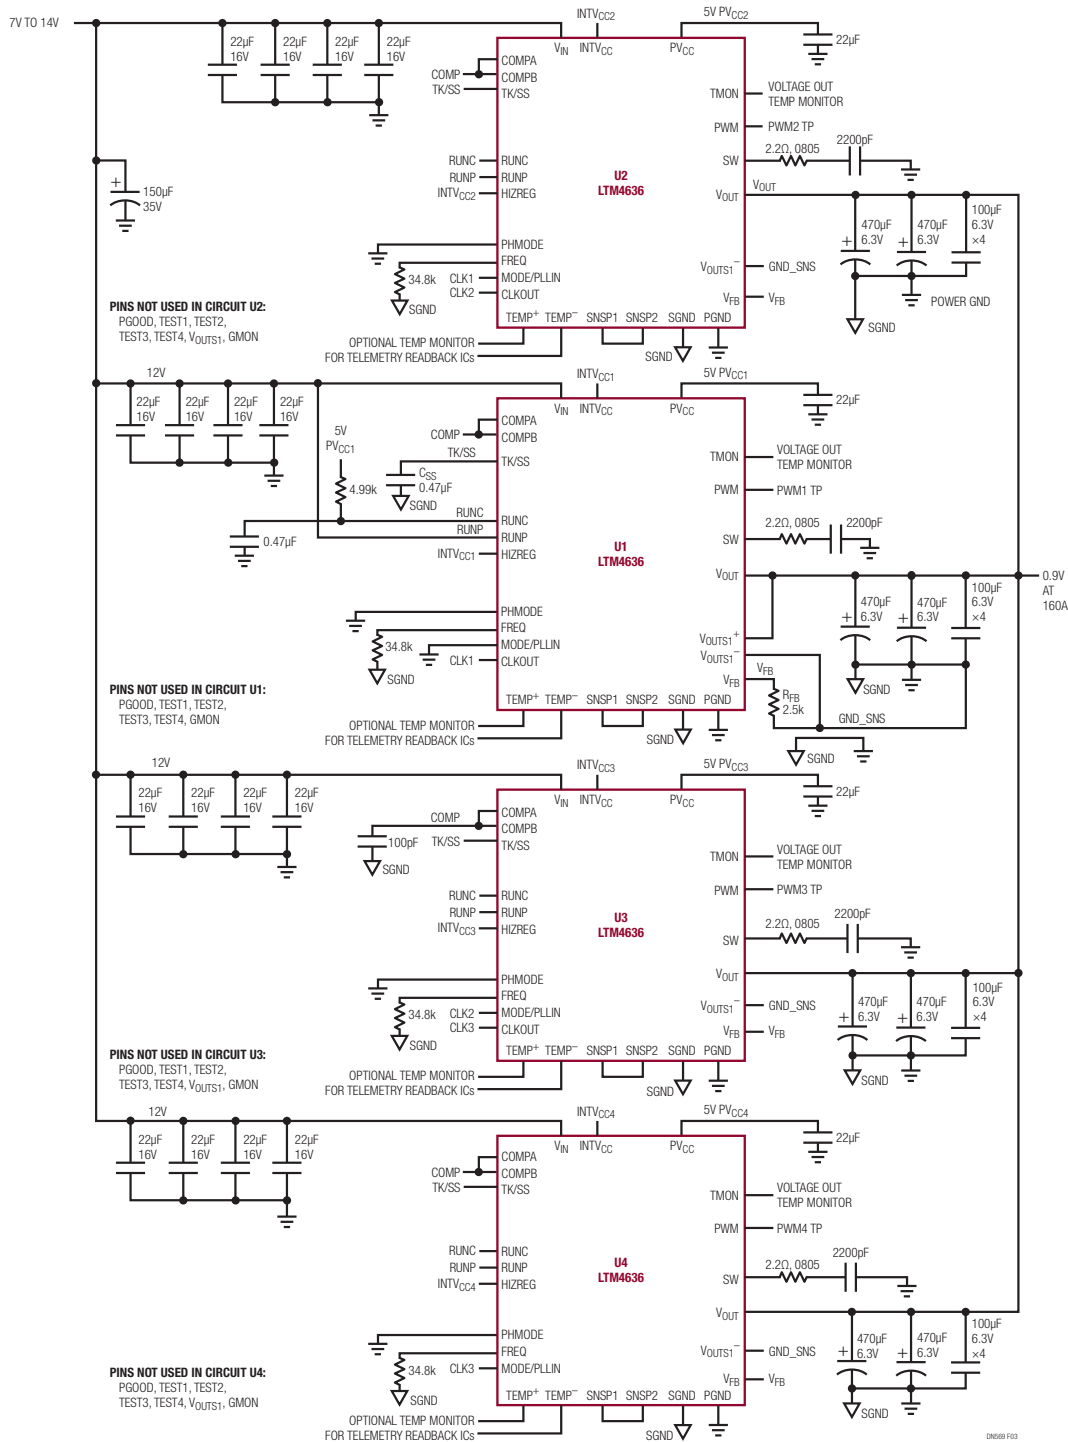 7V TO 14V
INTVCC2
5V PVCC2
22µF
16V
22µF
16V
22µF
16V
22µF
16V
22µF
VIN
INTVCC
PVCC
COMP
COMPA
COMPB
TK/SS
TK/SS
TMON
VOLTAGE OUT
TEMP MONITOR
PWM
PWM2 TP
2.2Ω, 0805
2200pF
SW
RUNC
RUNC
RUNP
RUNP
INTVCC2
HIZREG
U2
LTM4636
VOUT
VOUT
150µF
35V
470µF
6.3V
470µF
6.3V
100µF
6.3V
×4
PHMODE
FREQ
34.8k
SGND
CLK1
MODE/PLLIN
CLK2
CLKOUT
VOUTS1–
GND_SNS
VFB
VFB
POWER GND
SGND
PINS NOT USED IN CIRCUIT U2:
PGOOD, TEST1, TEST2,
TEST3, TEST4, VOUTS1, GMON
TEMP+
TEMP–
SNSP1
SNSP2
SGND
PGND
OPTIONAL TEMP MONITOR
FOR TELEMETRY READBACK ICs
SGND
12V
INTVCC1
5V PVCC1
22µF
16V
22µF
16V
22µF
16V
22µF
16V
22µF
VIN
INTVCC
PVCC
5V
PVCC1
4.99k
COMP
COMPA
COMPB
TK/SS
TK/SS
CSS
0.47µF
SGND
TMON
VOLTAGE OUT
TEMP MONITOR
PWM
PWM1 TP
0.47µF
RUNC
RUNC
RUNP
RUNP
INTVCC1
HIZREG
U1
LTM4636
2.2Ω, 0805
2200pF
SW
VOUT
0.9V
AT
160A
470µF
6.3V
470µF
6.3V
100µF
6.3V
×4
PHMODE
FREQ
34.8k
SGND
MODE/PLLIN
CLK1
CLKOUT
VOUTS1+
VOUTS1–
VFB
VFB
RFB
2.5k
SGND
GND_SNS
SGND
PINS NOT USED IN CIRCUIT U1:
PGOOD, TEST1, TEST2,
TEST3, TEST4, GMON
TEMP+
TEMP–
SNSP1
SNSP2
SGND
PGND
OPTIONAL TEMP MONITOR
FOR TELEMETRY READBACK ICs
SGND
12V
INTVCC3
5V PVCC3
22µF
16V
22µF
16V
22µF
16V
22µF
16V
22µF
VIN
INTVCC
PVCC
COMP
COMPA
COMPB
100pF
SGND
TK/SS
TK/SS
TMON
VOLTAGE OUT
TEMP MONITOR
PWM
PWM3 TP
RUNC
RUNC
RUNP
RUNP
INTVCC3
HIZREG
U3
LTM4636
2.2Ω, 0805
2200pF
SW
VOUT
470µF
6.3V
470µF
6.3V
100µF
6.3V
×4
PHMODE
FREQ
34.8k
SGND
CLK2
MODE/PLLIN
CLK3
CLKOUT
VOUTS1–
GND_SNS
VFB
VFB
SGND
PINS NOT USED IN CIRCUIT U3:
PGOOD, TEST1, TEST2,
TEST3, TEST4, VOUTS1, GMON
TEMP+
TEMP–
SNSP1
SNSP2
SGND
PGND
OPTIONAL TEMP MONITOR
FOR TELEMETRY READBACK ICs
SGND
12V
INTVCC4
5V PVCC4
22µF
16V
22µF
16V
22µF
16V
22µF
16V
22µF
VIN
INTVCC
PVCC
COMP
COMPA
COMPB
TK/SS
TK/SS
TMON
VOLTAGE OUT
TEMP MONITOR
PWM
PWM4 TP
RUNC
RUNC
RUNP
RUNP
INTVCC4
HIZREG
U4
LTM4636
2.2Ω, 0805
2200pF
SW
VOUT
470µF
6.3V
470µF
6.3V
100µF
6.3V
×4
PHMODE
FREQ
34.8k
SGND
CLK3
MODE/PLLIN
VOUTS1–
GND_SNS
VFB
VFB
SGND
PINS NOT USED IN CIRCUIT U4:
PGOOD, TEST1, TEST2,
TEST3, TEST4, VOUTS1, GMON
TEMP+
TEMP–
SNSP1
SNSP2
SGND
PGND
OPTIONAL TEMP MONITOR
FOR TELEMETRY READBACK ICs
SGND
DN569 F03